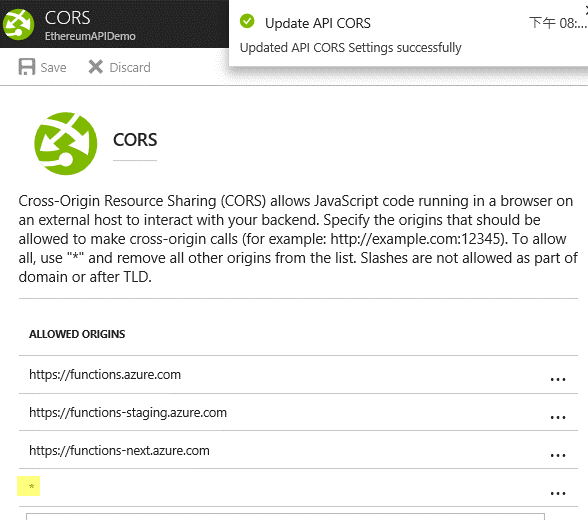 CORS
EthereumAPIDemo
Update API CORS
下午 08:...
Updated API CORS Settings successfully
Save
Discard
CORS
Cross-Origin Resource Sharing (CORS) allows JavaScript code running in a browser on
an external host to interact with your backend. Specify the origins that should be
allowed to make cross-origin calls (for example: http://example.com:12345). To allow
all, use "*" and remove all other origins from the list. Slashes are not allowed as part of
domain or after TLD.
ALLOWED ORIGINS
https://functions.azure.com
...
https://functions-staging.azure.com
...
https://functions-next.azure.com
...
*
...